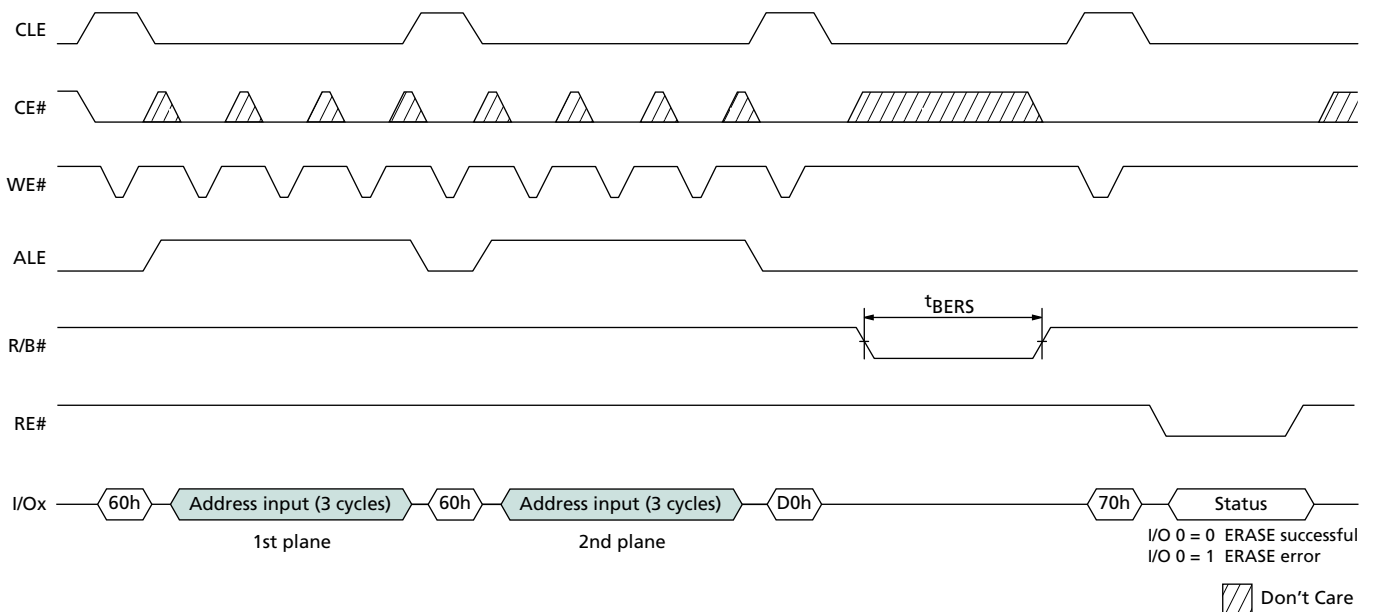 CLE
CE#
WE#
ALE
tBERS
R/B#
RE#
I/Ox 60h Address input (3 cycles) 60h Address input (3 cycles) D0h 70h Status
1st plane 2nd plane
I/O 0 = 0 ERASE successful
I/O 0 = 1 ERASE error
Don't Care